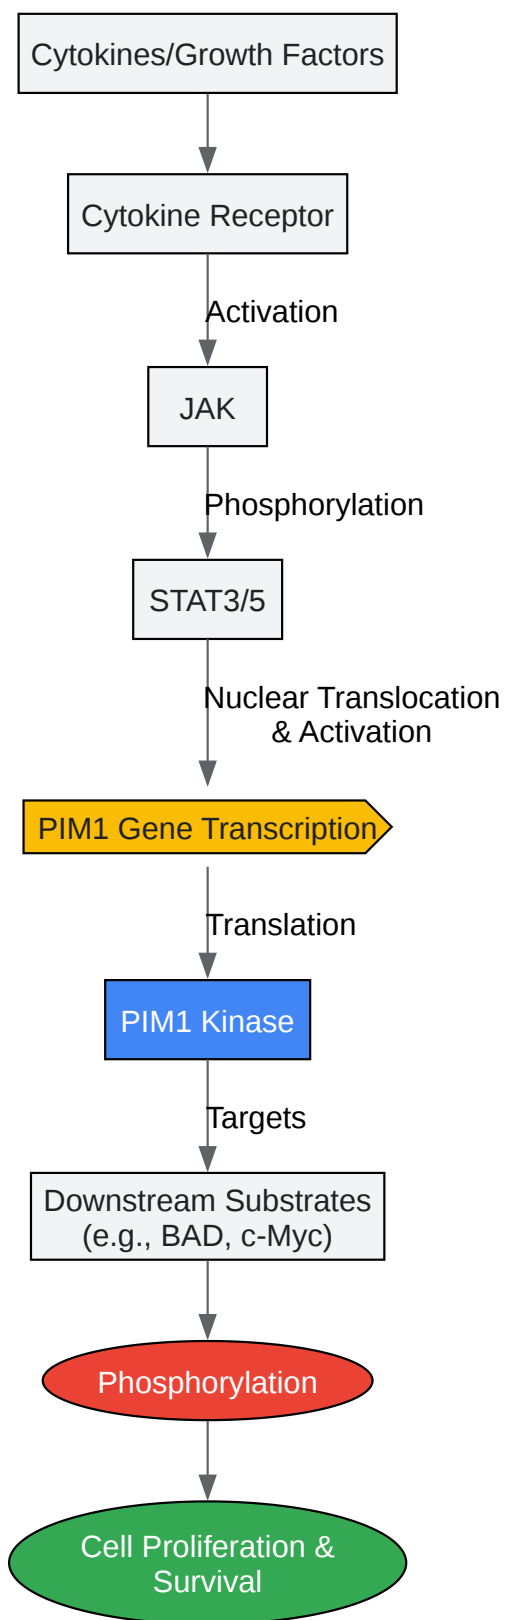 Cytokines/Growth Factors
Cytokine Receptor
Activation
JAK
Phosphorylation
STAT3/5
Nuclear Translocation
& Activation
PIM1 Gene Transcription
Translation
PIM1 Kinase
Targets
Downstream Substrates
(e.g., BAD, c-Myc)
Phosphorylation
Cell Proliferation &
Survival